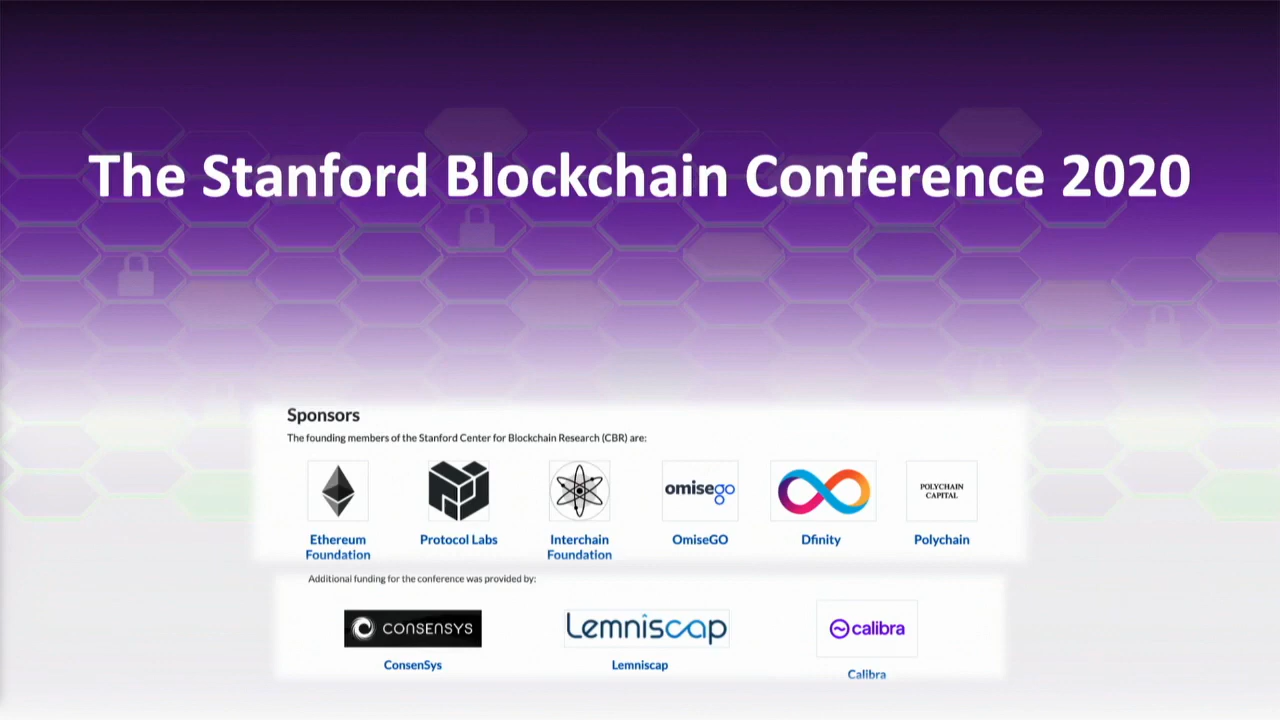 The Stanford Blockchain Conference 2020
Sponsors
The founding members of the Stanford Center for Blockchain Research (CBR) are:
omisego
POLYCHAIN
CAPITAL
Ethereum
Foundation
Protocol Labs
Interchain
Foundation
OmiseGO
Dfinity
Polychain
Additional funding for the conference was provided by:
CONSENSYS
Lemniscap
calibra
ConsenSys
Lemniscap
Calibra